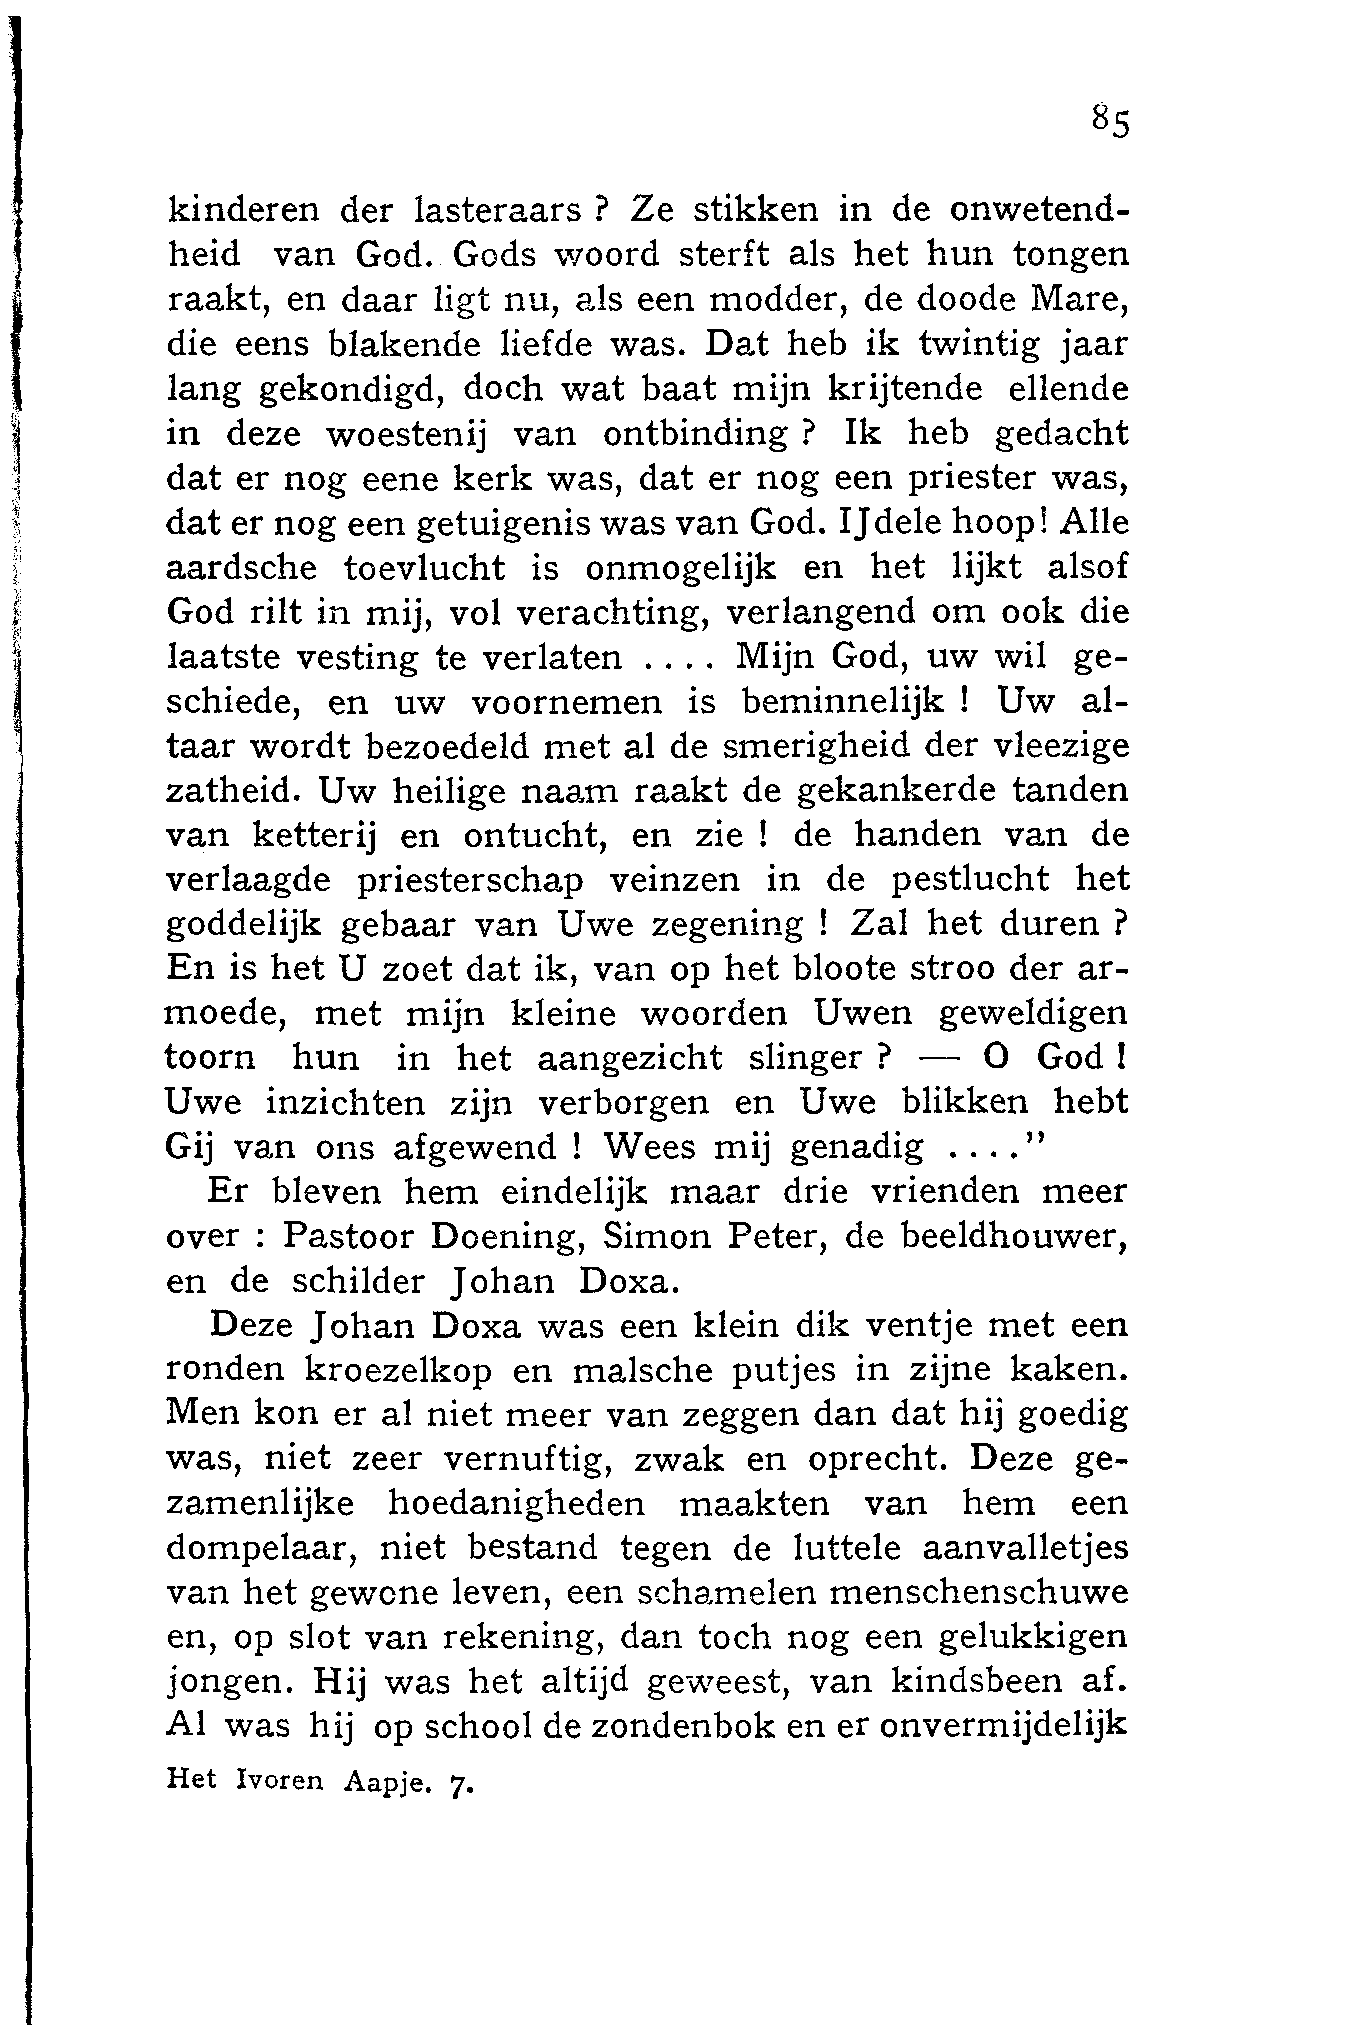 85
kinderen der lasteraars ? Ze stikken in de onwetend-
heid van God. Gods woord sterft als het hun tongen
raakt, en daar ligt nu, als een modder, de doode Mare,
die eens blakende liefde was. Dat heb ik twintig jaar
lang gekondigd, doch wat baat mijn krijtende ellende
in deze woestenij van ontbinding ? Ik heb gedacht
dat er nog eene kerk was, dat er nog een priester was,
dat er nog een getuigenis was van God. IJdele hoop! Alle
aardsche toevlucht is onmogelijk en het lijkt alsof
God rilt in mij, vol verachting, verlangend om ook die
laatste vesting te verlaten .... Mijn God, uw wil ge-
schiede, en uw voornemen is beminnelijk ! Uw al-
taar wordt bezoedeld met al de smerigheid der vleezige
zatheid. Uw heilige naam raakt de gekankerde tanden
van ketterij en ontucht, en zie ! de handen van de
verlaagde priesterschap veinzen in de pestlucht het
goddelijk gebaar van Uwe zegening ! Zal het duren ?
En is het U zoet dat ik, van op het bloote stroo der ar-
moede, met mijn kleine woorden Uwen geweldigen
toorn hun in het aangezicht slinger ? — O God !
Uwe inzichten zijn verborgen en Uwe blikken hebt
Gij van ons afgewend ! Wees mij genadig ...."
Er bleven hem eindelijk maar drie vrienden meer
over : Pastoor Doening, Simon Peter, de beeldhouwer,
en de schilder Johan Doxa.
Deze Johan Doxa was een klein dik ventje met een
ronden kroezelkop en malsche putjes in zijne kaken.
Men kon er al niet meer van zeggen dan dat hij goedig
was, niet zeer vernuftig, zwak en oprecht. Deze ge-
zamenlijke hoedanigheden maakten van hem een
dompelaar, niet bestand tegen de luttele aanvalletjes
van het gewone leven, een schamelen menschenschuwe
en, op slot van rekening, dan toch nog een gelukkigen
jongen. Hij was het altijd geweest, van kindsbeen af.
Al was hij op school de zondenbok en er onvermijdelijk
Het Ivoren Aapje. 7.